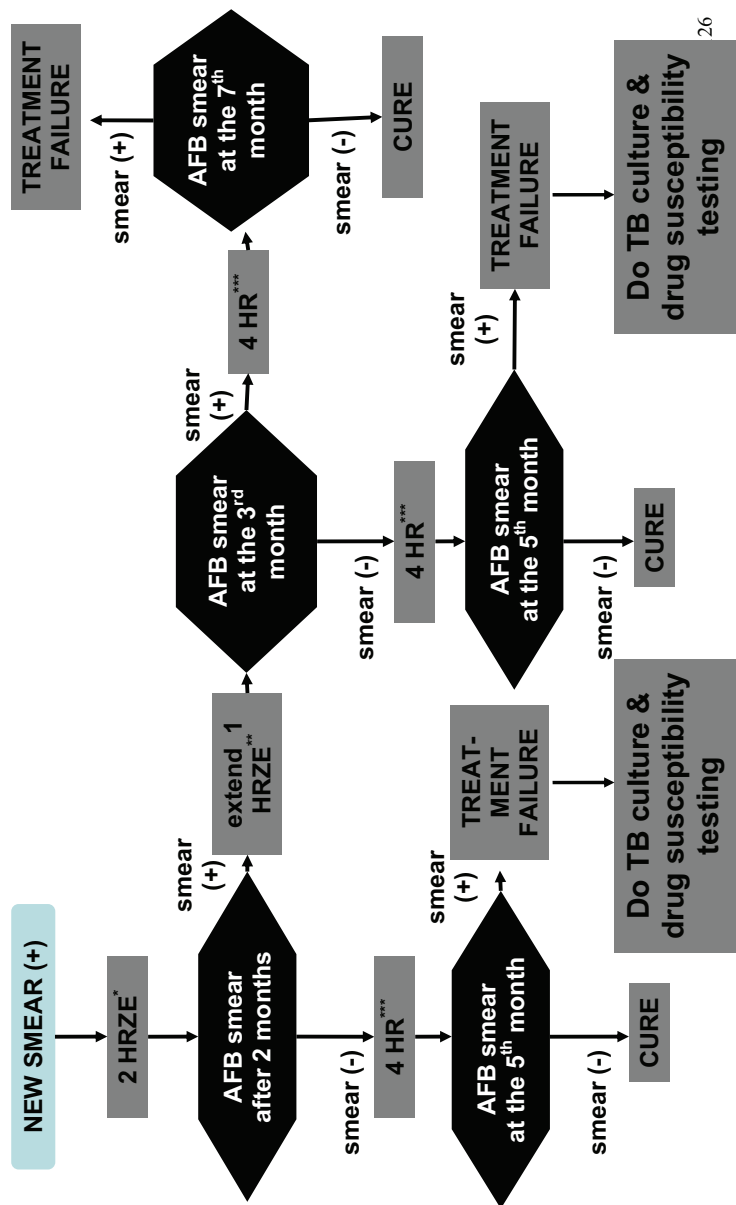 NEW SMEAR (+)
2 HRZE*
AFB smear
after 2 months
smear
(+)
extend 1
HRZE**
AFB smear
at the 3rd
month
smear
(+)
4 HR***
AFB smear
at the 7th
month
smear (+)
TREATMENT
FAILURE
smear (-)
CURE
smear (-)
4 HR***
AFB smear
at the 5th month
smear
(+)
TREAT-
MENT
FAILURE
Do TB culture &
drug susceptibility
testing
smear (-)
CURE
smear (-)
4 HR***
AFB smear
at the 5th month
smear
(+)
TREATMENT
FAILURE
Do TB culture &
drug susceptibility
testing
smear (-)
CURE
26